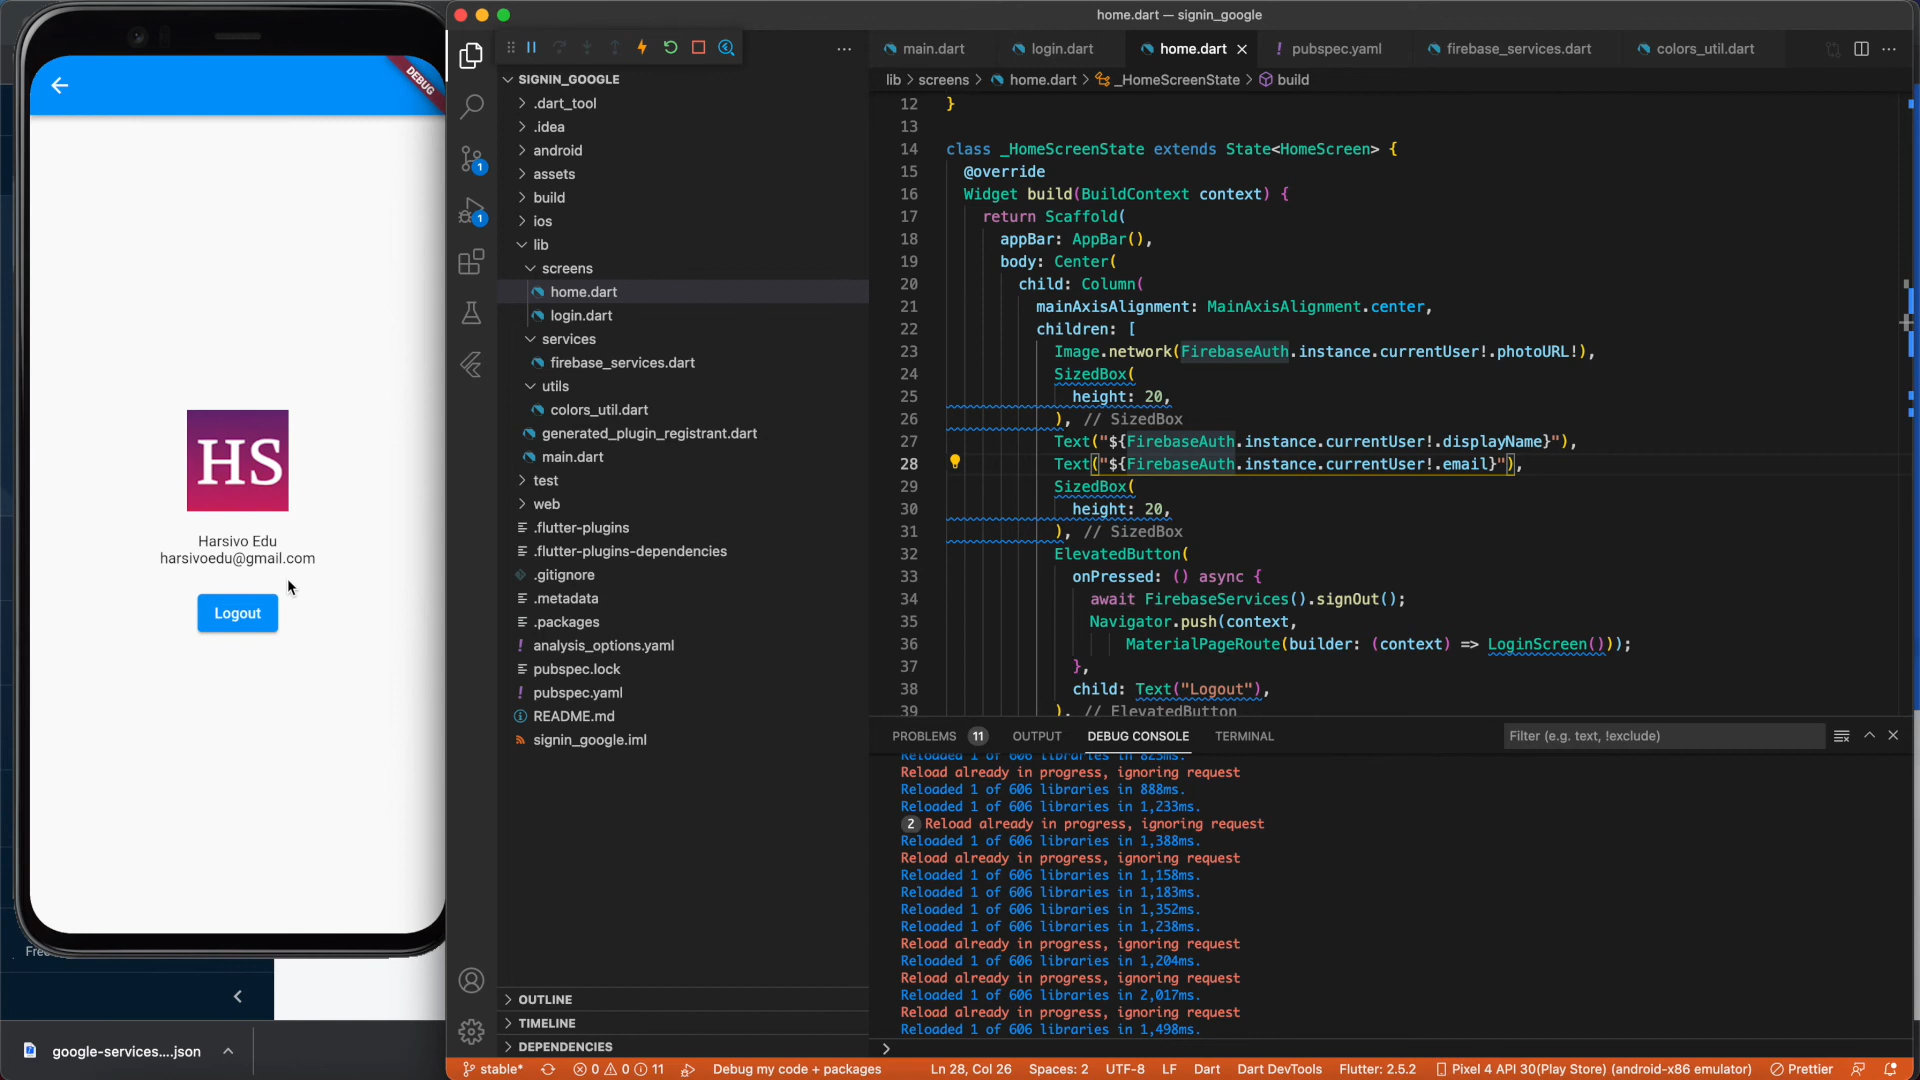 home.dart — signin_google
DEBUG
HS
Harsivo Edu
harsivoedu@gmail.com
Logout
google-services....json
SIGNIN_GOOGLE
.dart_tool
.idea
android
assets
build
ios
lib
screens
home.dart
login.dart
services
firebase_services.dart
utils
colors_util.dart
generated_plugin_registrant.dart
main.dart
test
web
.flutter-plugins
.flutter-plugins-dependencies
.gitignore
.metadata
.packages
analysis_options.yaml
pubspec.lock
pubspec.yaml
README.md
signin_google.iml
OUTLINE
TIMELINE
DEPENDENCIES
1
1
main.dart login.dart home.dart pubspec.yaml firebase_services.dart colors_util.dart
lib > screens > home.dart > _HomeScreenState > build
12 }
13
14 class _HomeScreenState extends State<HomeScreen> {
15 @override
16 Widget build(BuildContext context) {
17 return Scaffold(
18 appBar: AppBar(),
19 body: Center(
20 child: Column(
21 mainAxisAlignment: MainAxisAlignment.center,
22 children: [
23 Image.network(FirebaseAuth.instance.currentUser!.photoURL!),
24 SizedBox(
25 height: 20,
26 ), // SizedBox
27 Text("${FirebaseAuth.instance.currentUser!.displayName}"),
28 Text("${FirebaseAuth.instance.currentUser!.email}"),
29 SizedBox(
30 height: 20,
31 ), // SizedBox
32 ElevatedButton(
33 onPressed: () async {
34 await FirebaseServices().signOut();
35 Navigator.push(context,
36 MaterialPageRoute(builder: (context) => LoginScreen()));
37 },
38 child: Text("Logout"),
39 ), // ElevatedButton
PROBLEMS 11 OUTPUT DEBUG CONSOLE TERMINAL Filter (e.g. text, !exclude)
Reloaded 1 of 606 libraries in 825ms.
Reload already in progress, ignoring request
Reloaded 1 of 606 libraries in 888ms.
Reloaded 1 of 606 libraries in 1,233ms.
2 Reload already in progress, ignoring request
Reloaded 1 of 606 libraries in 1,388ms.
Reload already in progress, ignoring request
Reloaded 1 of 606 libraries in 1,158ms.
Reloaded 1 of 606 libraries in 1,183ms.
Reloaded 1 of 606 libraries in 1,352ms.
Reloaded 1 of 606 libraries in 1,238ms.
Reload already in progress, ignoring request
Reloaded 1 of 606 libraries in 1,204ms.
Reload already in progress, ignoring request
Reloaded 1 of 606 libraries in 2,017ms.
Reload already in progress, ignoring request
Reloaded 1 of 606 libraries in 1,498ms.
stable* 0 0 11 Debug my code + packages Ln 28, Col 26 Spaces: 2 UTF-8 LF Dart Dart DevTools Flutter: 2.5.2 Pixel 4 API 30(Play Store) (android-x86 emulator) Prettier